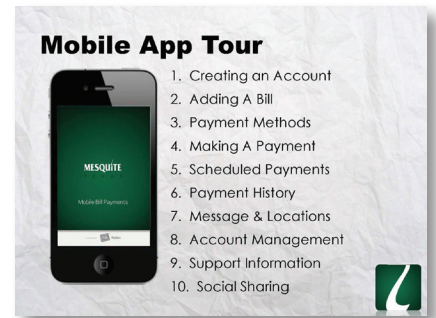 Mobile App Tour
1. Creating an Account
2. Adding A Bill
3. Payment Methods
4. Making A Payment
5. Scheduled Payments
6. Payment History
7. Message & Locations
8. Account Management
9. Support Information
10. Social Sharing
MESQUITE
T E X A S
Mobile Bill Payments